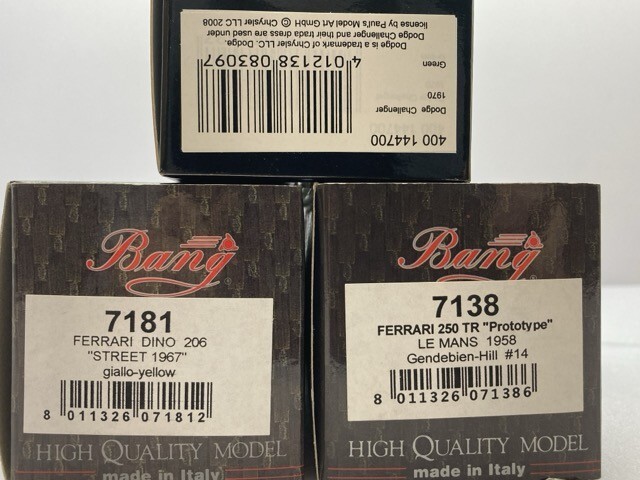 400 144700
Dodge Challenger
1970
Green
4 012138 083097
Dodge is a trademark of Chrysler LLC. Dodge,
Dodge Challenger and their trade dress are used under
license by Paul's Model Art GmbH © Chrysler LLC 2008
Bang
7181
FERRARI DINO 206
"STREET 1967"
giallo-yellow
8 011326 071812
HIGH QUALITY MODEL
made in Italy
Bang
7138
FERRARI 250 TR "Prototype"
LE MANS 1958
Gendebien-Hill #14
8 011326 071386
HIGH QUALITY MODEL
made in Italy